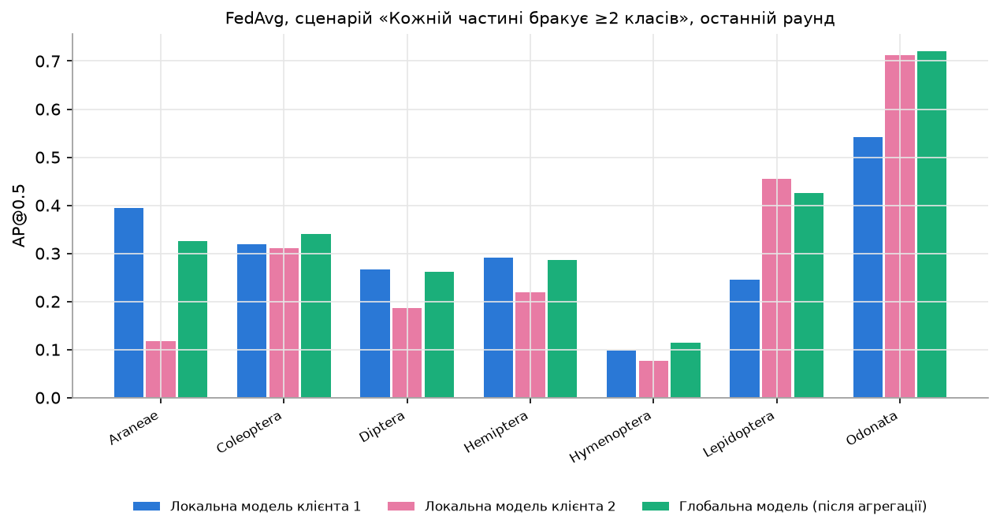 FedAvg, сценарій «Кожній частині бракує ≥2 класів», останній раунд
AP@0.5
0.7
0.6
0.5
0.4
0.3
0.2
0.1
0.0
Araneae
Coleoptera
Diptera
Hemiptera
Hymenoptera
Lepidoptera
Odonata
Локальна модель клієнта 1
Локальна модель клієнта 2
Глобальна модель (після агрегації)